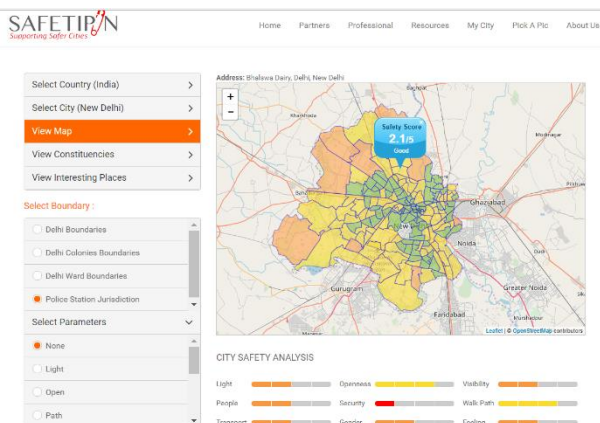 SAFETIPIN
Supporting Safer Cities
Home Partners Professional Resources My City Pick A Pic About Us
Select Country (India)
Select City (New Delhi)
View Map
View Constituencies
View Interesting Places
Select Boundary :
Delhi Boundaries
Delhi Colonies Boundaries
Delhi Ward Boundaries
Police Station Jurisdiction
Select Parameters
None
Light
Open
Path
Address: Bhalswa Dairy, Delhi, New Delhi
+
-
Baghpat
Kharkhoda
Safety Score
2.1/5
Good
Modinagar
Ghaziabad
New
Noida
Gurugram
Greater Noida
Faridabad
Leaflet | © OpenStreetMap contributors
CITY SAFETY ANALYSIS
Light Openness Visibility
People Security Walk Path
Transport Gender Feeling